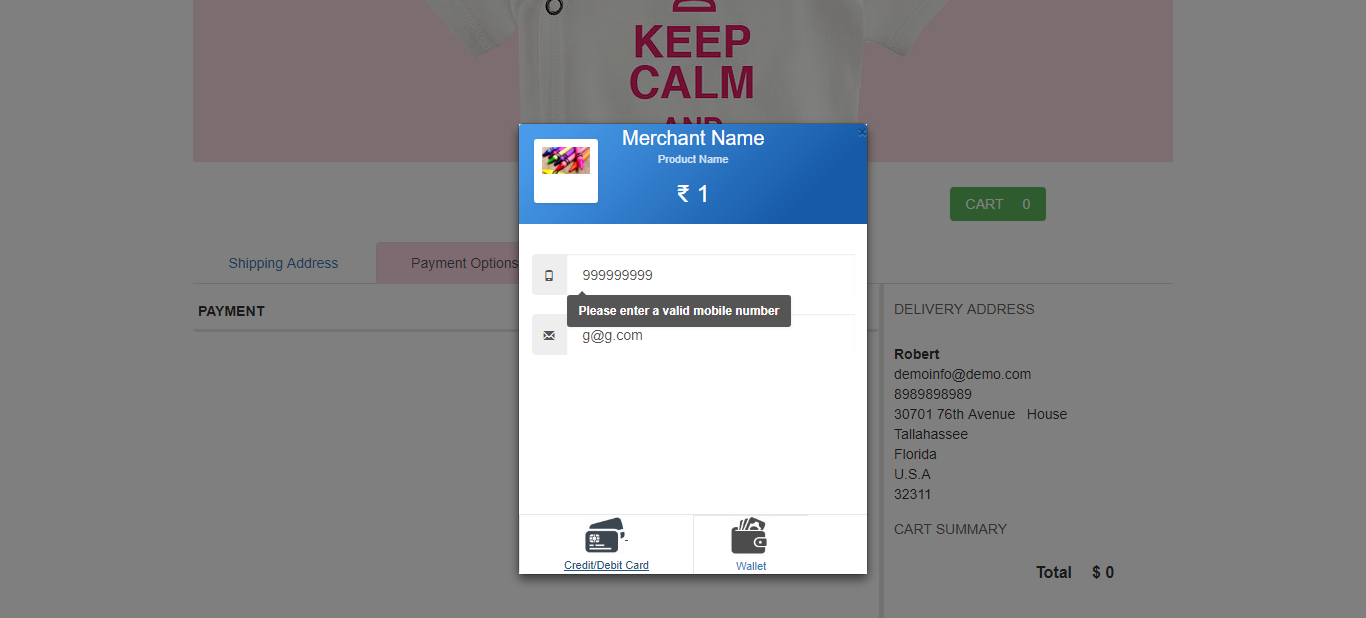 KEEP
CALM
AND
Merchant Name
×
Product Name
₹ 1
CART 0
Shipping Address
Payment Options
PAYMENT
999999999
Please enter a valid mobile number
g@g.com
Credit/Debit Card
Wallet
DELIVERY ADDRESS
Robert
demoinfo@demo.com
8989898989
30701 76th Avenue House
Tallahassee
Florida
U.S.A
32311
CART SUMMARY
Total $ 0